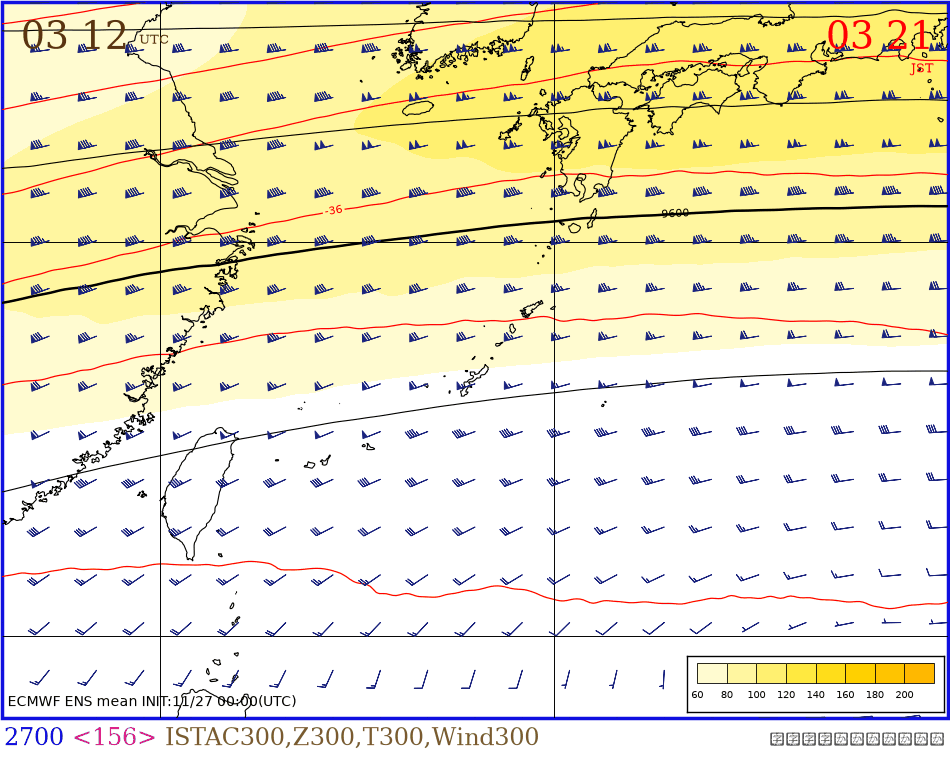 03 12 UTC
03 21
JST
-36
9600
60 80 100 120 140 160 180 200
ECMWF ENS mean INIT:11/27 00:00(UTC)
2700 <156> ISTAC300,Z300,T300,Wind300